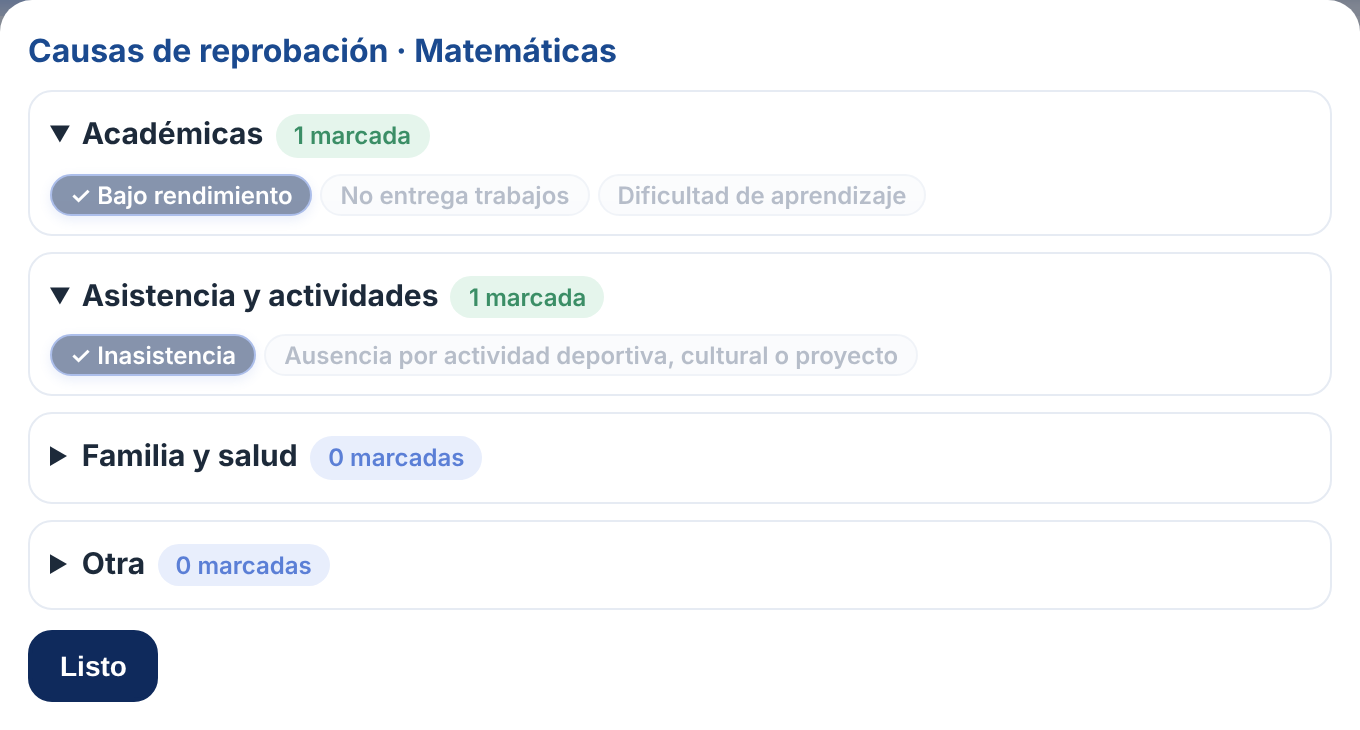 Causas de reprobación · Matemáticas
▼ Académicas 1 marcada
✓ Bajo rendimiento No entrega trabajos Dificultad de aprendizaje
▼ Asistencia y actividades 1 marcada
✓ Inasistencia Ausencia por actividad deportiva, cultural o proyecto
▶ Familia y salud 0 marcadas
▶ Otra 0 marcadas
Listo